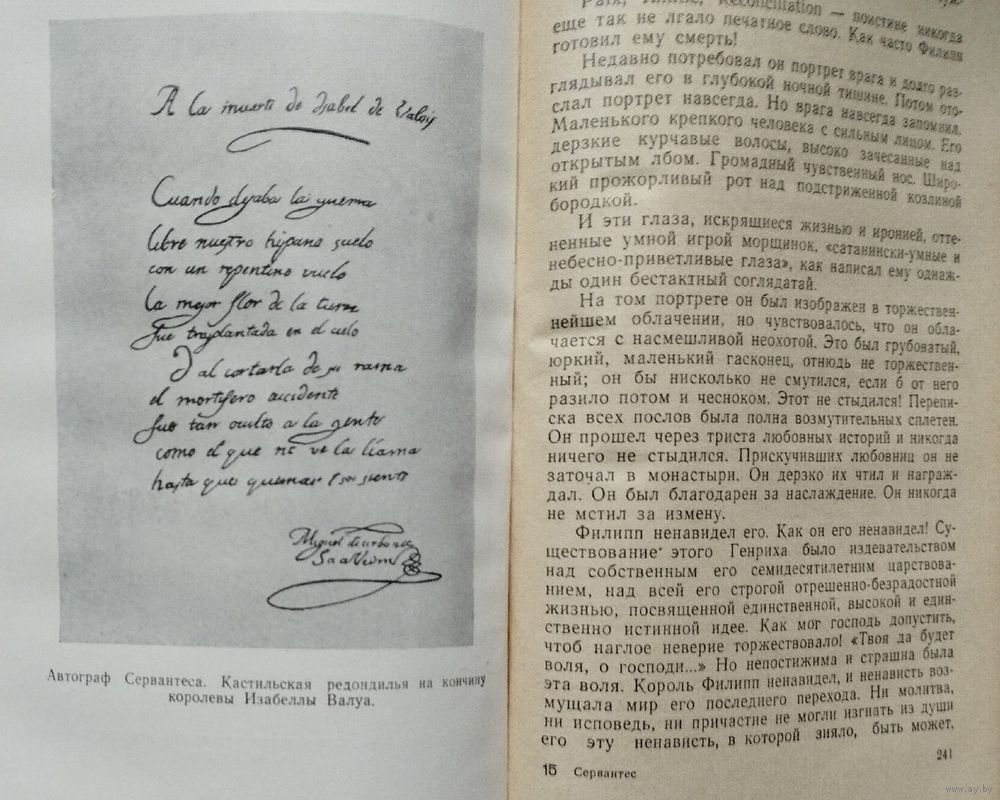 A la muerte de Isabel de Valoys
Cuando dejaba la guerra
libre nuestro hispano suelo
con un repentino vuelo
la mejor flor de la tierra
fue trasplantada en el cielo
Y al cortarla de su rama
el mortifero accidente
fue tan oculto a la gente
como el que no ve la llama
hasta que quemar se siente
Miguel de Cerbantes
Saavedra
Автограф Сервантеса. Кастильская редондилья на кончину
королевы Изабеллы Валуа.
Reconciliation — поистине никогда
еще так не лгало печатное слово. Как часто Филипп
готовил ему смерть!
Недавно потребовал он портрет врага и долго раз-
глядывал его в глубокой ночной тишине. Потом ото-
слал портрет навсегда. Но врага навсегда запомнил.
Маленького крепкого человека с сильным лицом. Его
дерзкие курчавые волосы, высоко зачесанные над
открытым лбом. Громадный чувственный нос. Широ-
кий прожорливый рот над подстриженной козлиной
бородкой.
И эти глаза, искрящиеся жизнью и иронией, отте-
ненные умной игрой морщинок, «сатанински-умные и
небесно-приветливые глаза», как написал ему однаж-
ды один бестактный соглядатай.
На том портрете он был изображен в торжествен-
нейшем облачении, но чувствовалось, что он обла-
чается с насмешливой неохотой. Это был грубоватый,
юркий, маленький гасконец, отнюдь не торжествен-
ный; он бы нисколько не смутился, если б от него
разило потом и чесноком. Этот не стыдился! Перепи-
ска всех послов была полна возмутительных сплетен.
Он прошел через триста любовных историй и никогда
ничего не стыдился. Прискучивших любовниц он не
заточал в монастыри. Он дерзко их чтил и награж-
дал. Он был благодарен за наслаждение. Он никогда
не мстил за измену.
Филипп ненавидел его. Как он его ненавидел! Су-
ществование этого Генриха было издевательством
над собственным его семидесятилетним царствова-
нием, над всей его строгой отрешенно-безрадостной
жизнью, посвященной единственной, высокой и един-
ственно истинной идее. Как мог господь допустить,
чтоб наглое неверие торжествовало! «Твоя да будет
воля, о господи...» Но непостижима и страшна была
эта воля. Король Филипп ненавидел, и ненависть воз-
мущала мир его последнего перехода. Ни молитва,
ни исповедь, ни причастие не могли изгнать из души
его эту ненависть, в которой зияло, быть может,
15 Сервантес
241
www.ay.by